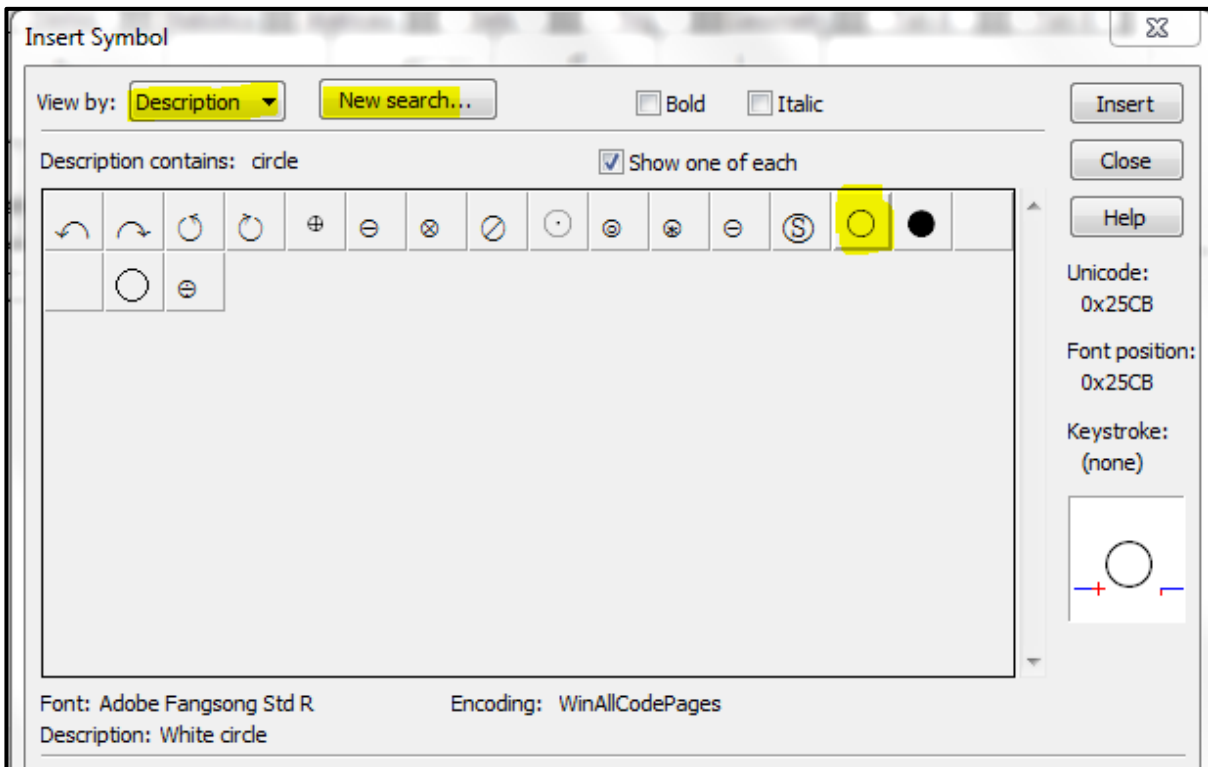 Insert Symbol
View by: Description New search... Bold Italic Insert
Description contains: circle Show one of each Close
Help
Unicode:
0x25CB
Font position:
0x25CB
Keystroke:
(none)
Font: Adobe Fangsong Std R Encoding: WinAllCodePages
Description: White circle